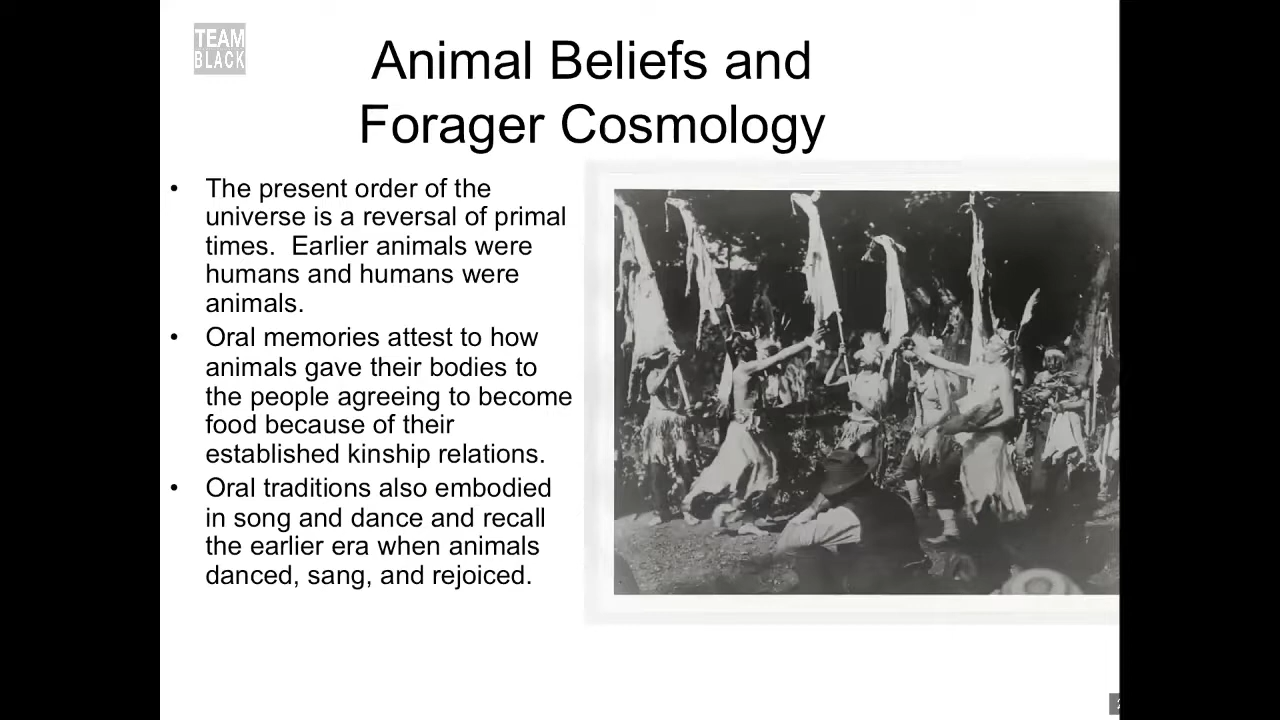 TEAM
BLACK
Animal Beliefs and
Forager Cosmology
• The present order of the
universe is a reversal of primal
times.  Earlier animals were
humans and humans were
animals.
• Oral memories attest to how
animals gave their bodies to
the people agreeing to become
food because of their
established kinship relations.
• Oral traditions also embodied
in song and dance and recall
the earlier era when animals
danced, sang, and rejoiced.